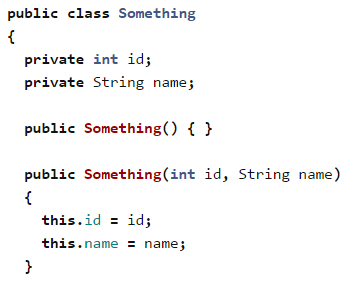 public class Something
{
  private int id;
  private String name;

  public Something() { }

  public Something(int id, String name)
  {
    this.id = id;
    this.name = name;
  }